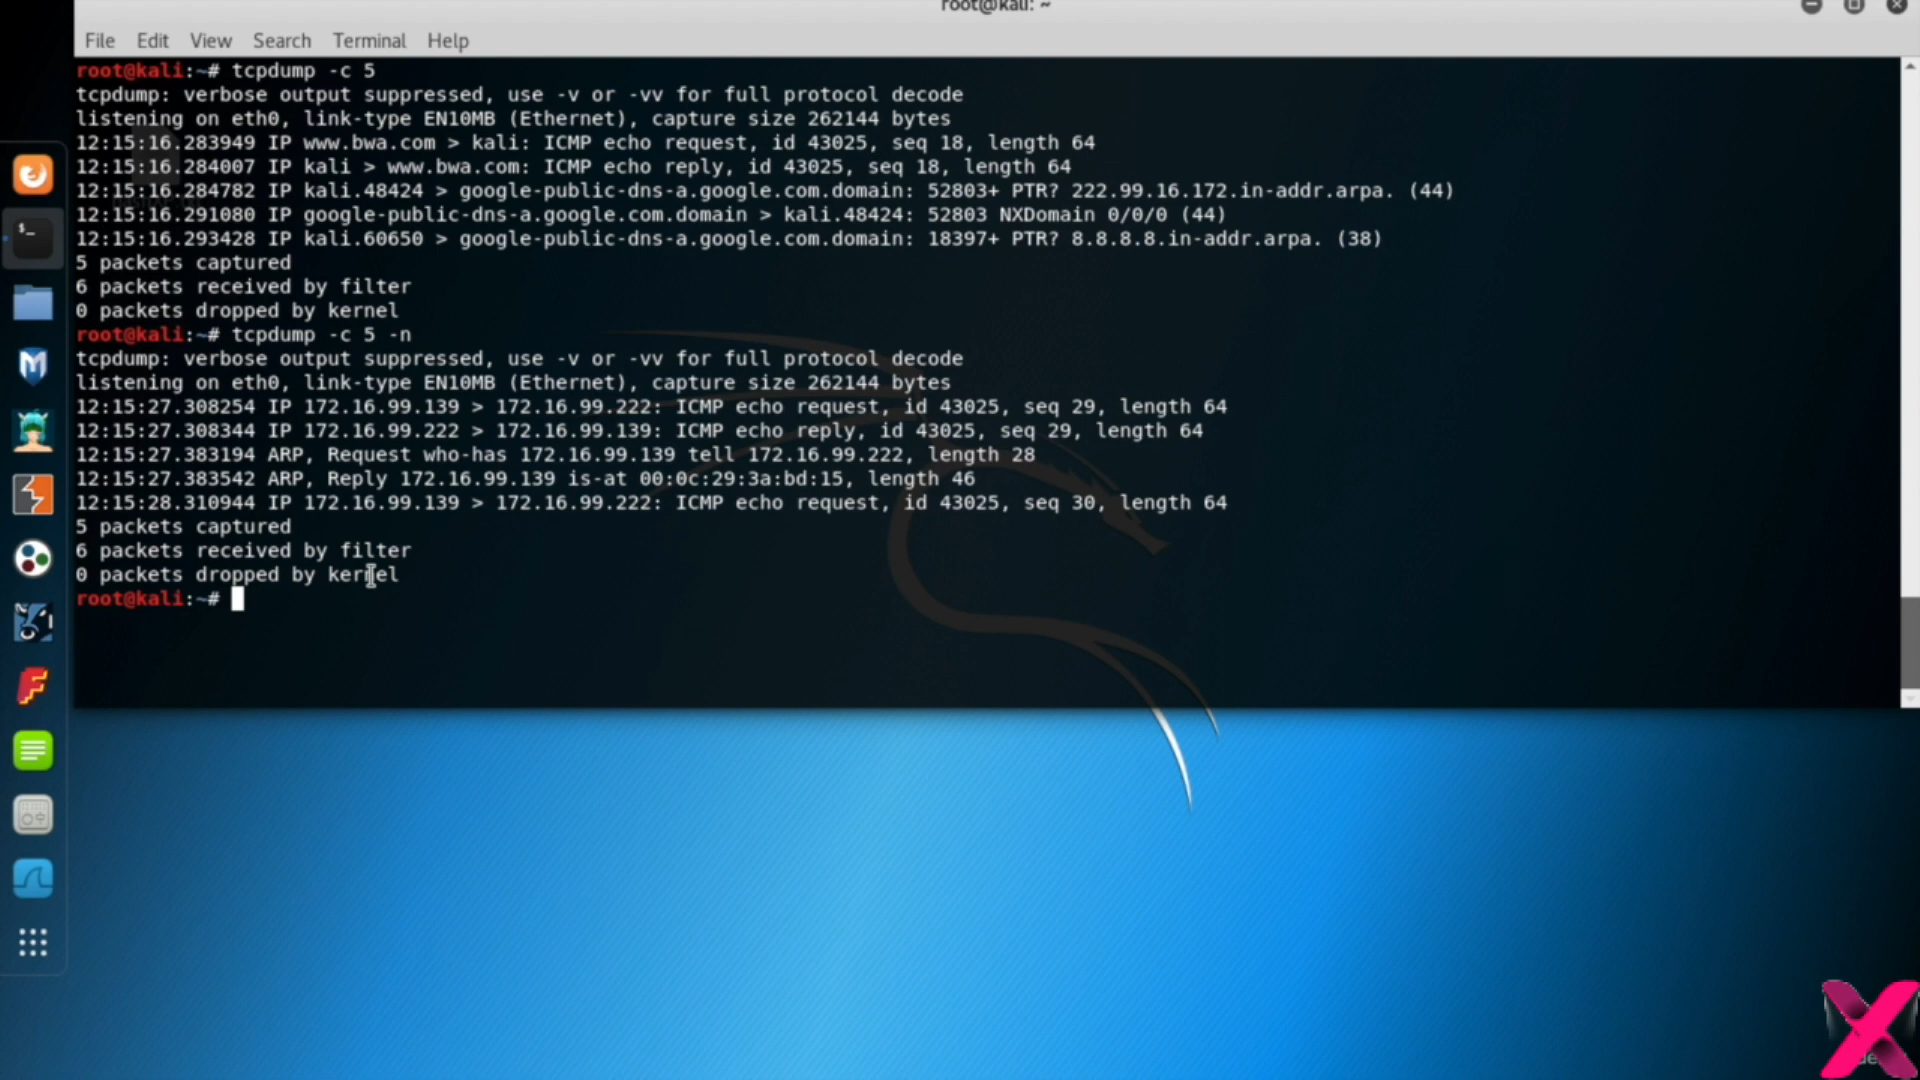 root@kali: ~
File Edit View Search Terminal Help
root@kali:~# tcpdump -c 5
tcpdump: verbose output suppressed, use -v or -vv for full protocol decode
listening on eth0, link-type EN10MB (Ethernet), capture size 262144 bytes
12:15:16.283949 IP www.bwa.com > kali: ICMP echo request, id 43025, seq 18, length 64
12:15:16.284007 IP kali > www.bwa.com: ICMP echo reply, id 43025, seq 18, length 64
12:15:16.284782 IP kali.48424 > google-public-dns-a.google.com.domain: 52803+ PTR? 222.99.16.172.in-addr.arpa. (44)
12:15:16.291080 IP google-public-dns-a.google.com.domain > kali.48424: 52803 NXDomain 0/0/0 (44)
12:15:16.293428 IP kali.60650 > google-public-dns-a.google.com.domain: 18397+ PTR? 8.8.8.8.in-addr.arpa. (38)
5 packets captured
6 packets received by filter
0 packets dropped by kernel
root@kali:~# tcpdump -c 5 -n
tcpdump: verbose output suppressed, use -v or -vv for full protocol decode
listening on eth0, link-type EN10MB (Ethernet), capture size 262144 bytes
12:15:27.308254 IP 172.16.99.139 > 172.16.99.222: ICMP echo request, id 43025, seq 29, length 64
12:15:27.308344 IP 172.16.99.222 > 172.16.99.139: ICMP echo reply, id 43025, seq 29, length 64
12:15:27.383194 ARP, Request who-has 172.16.99.139 tell 172.16.99.222, length 28
12:15:27.383542 ARP, Reply 172.16.99.139 is-at 00:0c:29:3a:bd:15, length 46
12:15:28.310944 IP 172.16.99.139 > 172.16.99.222: ICMP echo request, id 43025, seq 30, length 64
5 packets captured
6 packets received by filter
0 packets dropped by kernel
root@kali:~#